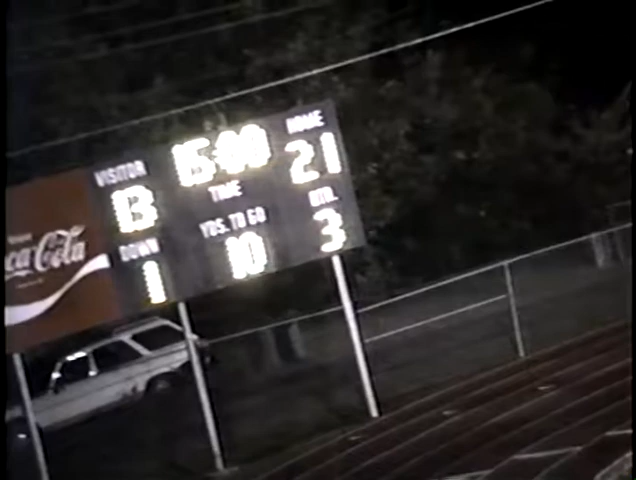 VISITOR 15:00 HOME
13 TIME 21
DOWN YDS. TO GO QTR.
1 10 3
Coca-Cola